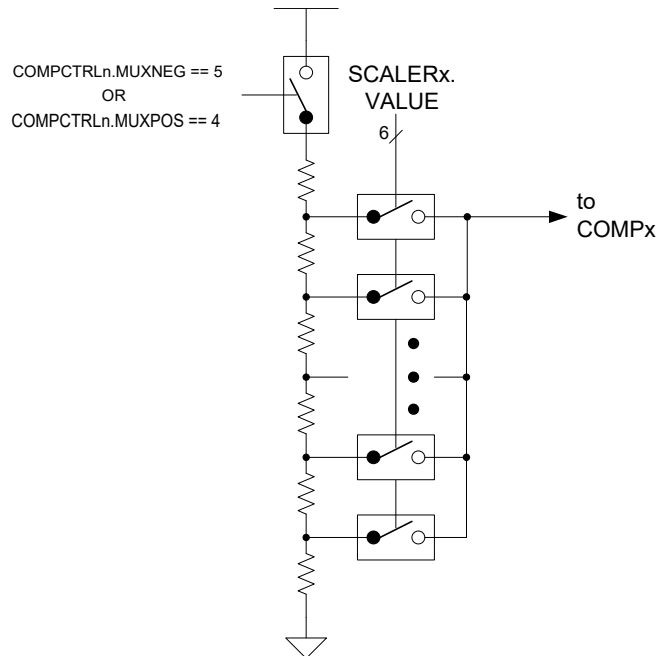 COMPCTRLn.MUXNEG == 5
OR
COMPCTRLn.MUXPOS == 4
SCALERx.
VALUE
6
to
COMPx